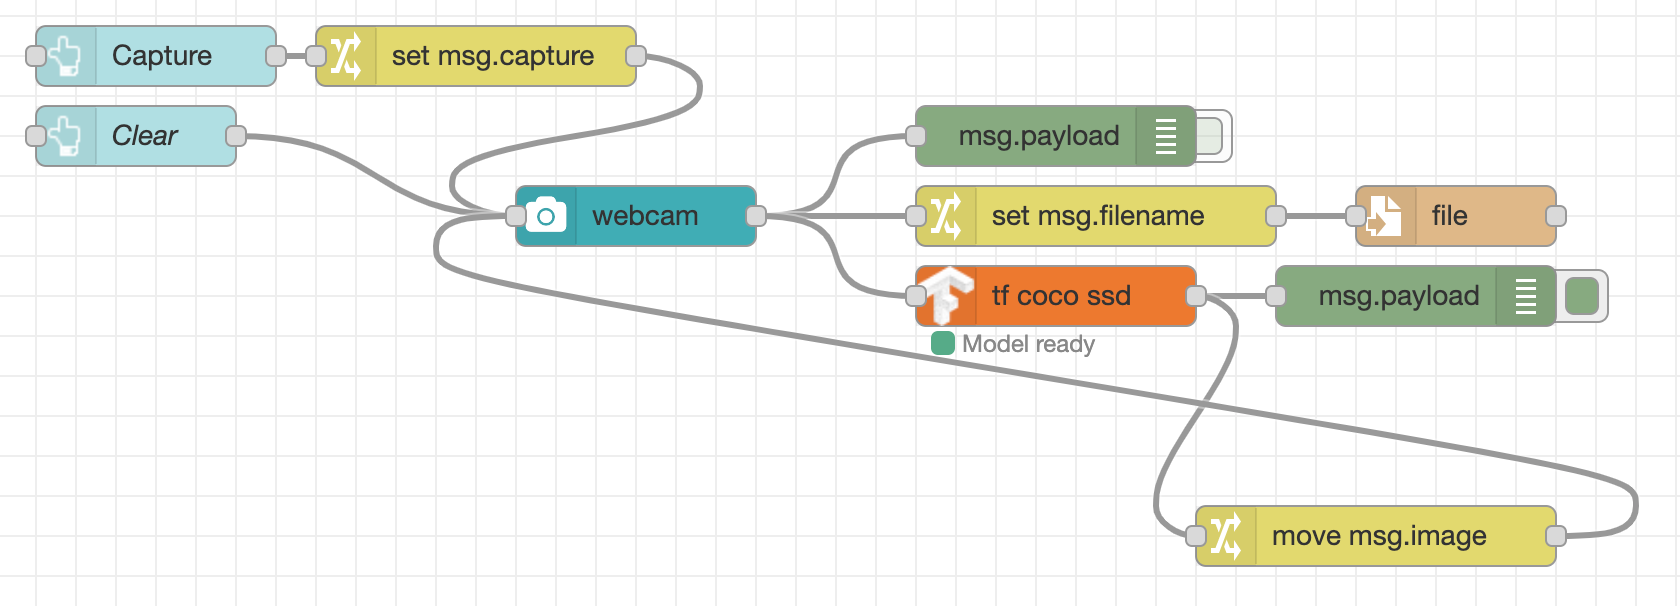 Capture
set msg.capture
Clear
msg.payload
webcam
set msg.filename
file
tf coco ssd
msg.payload
Model ready
move msg.image